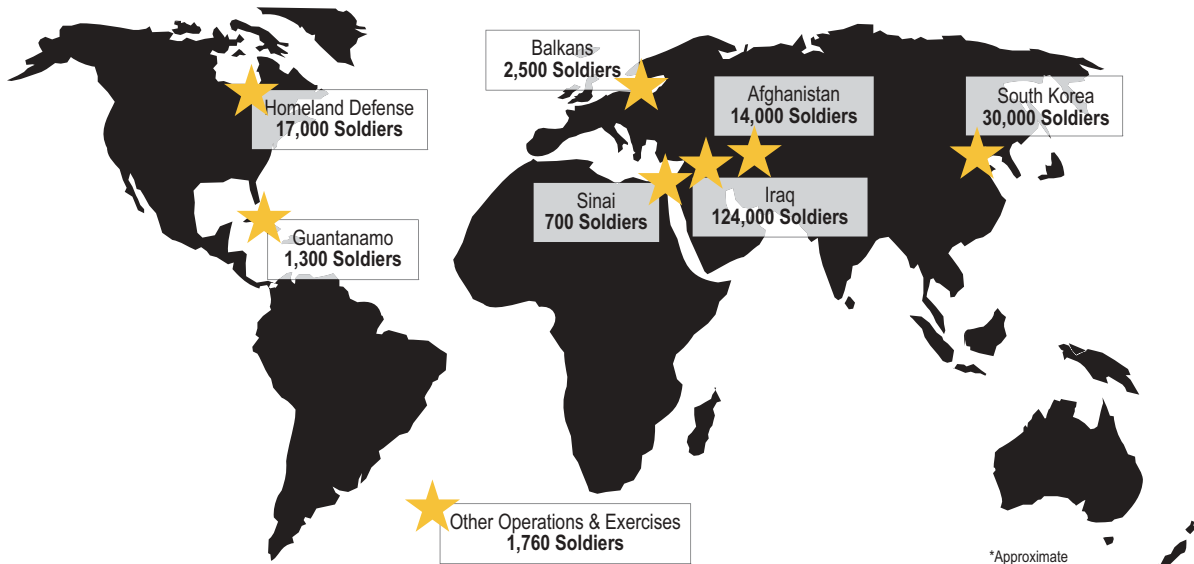 Balkans
2,500 Soldiers
Homeland Defense
17,000 Soldiers
Afghanistan
14,000 Soldiers
South Korea
30,000 Soldiers
Sinai
700 Soldiers
Iraq
124,000 Soldiers
Guantanamo
1,300 Soldiers
Other Operations & Exercises
1,760 Soldiers
*Approximate